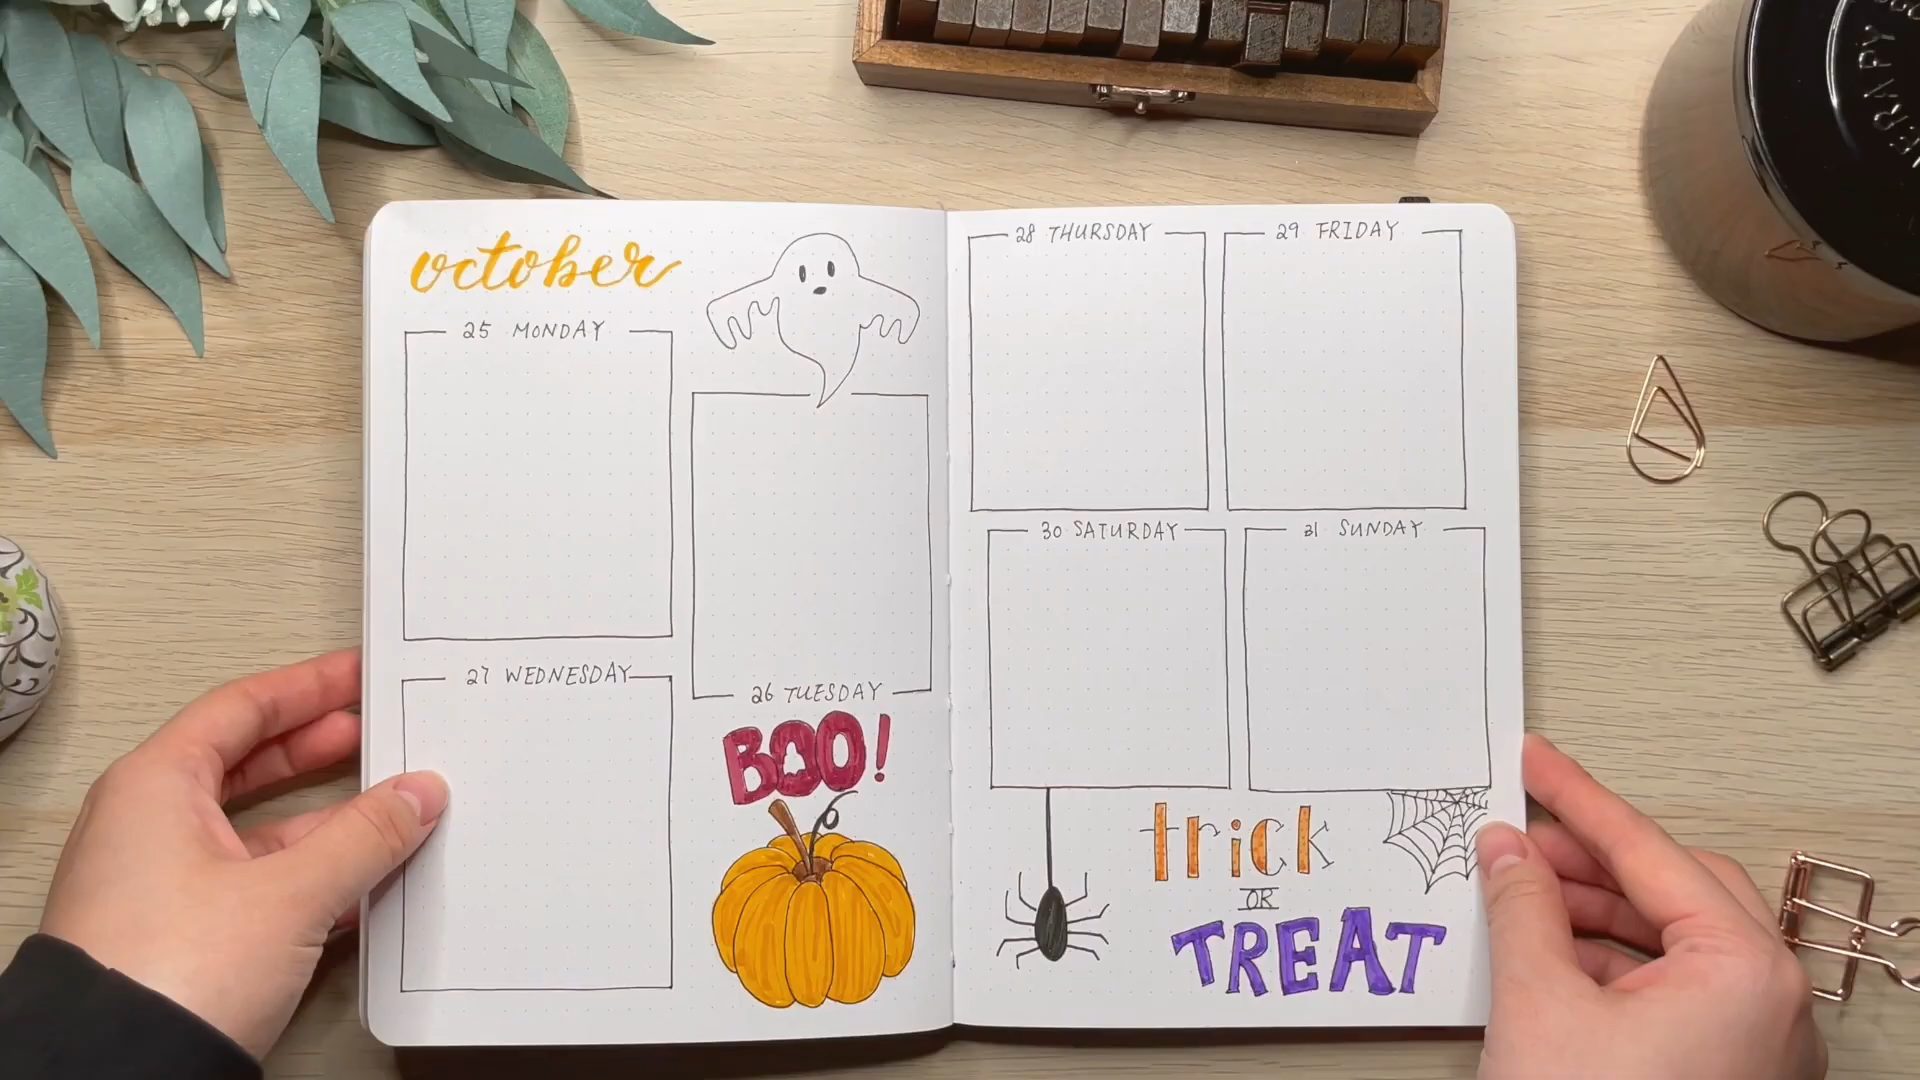 october
25 MONDAY
26 TUESDAY
27 WEDNESDAY
BOO!
28 THURSDAY
29 FRIDAY
30 SATURDAY
31 SUNDAY
trick
OR
TREAT